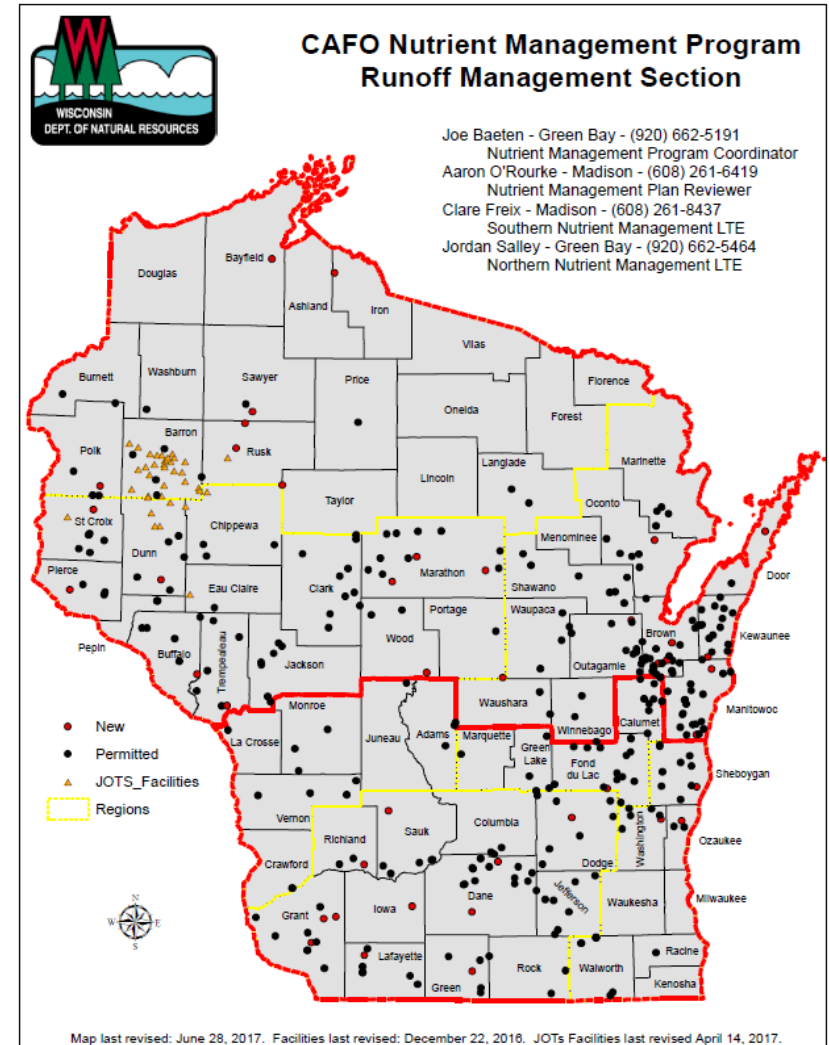 WISCONSIN
DEPT. OF NATURAL RESOURCES
CAFO Nutrient Management Program
Runoff Management Section
Joe Baeten - Green Bay - (920) 662-5191
Nutrient Management Program Coordinator
Aaron O'Rourke - Madison - (608) 261-6419
Nutrient Management Plan Reviewer
Clare Freix - Madison - (608) 261-8437
Southern Nutrient Management LTE
Jordan Salley - Green Bay - (920) 662-5464
Northern Nutrient Management LTE
Douglas
Bayfield
Ashland
Iron
Vilas
Burnett
Washburn
Sawyer
Price
Oneida
Florence
Forest
Polk
Barron
Rusk
Lincoln
Langlade
Marinette
Taylor
Oconto
St Croix
Dunn
Chippewa
Menominee
Pierce
Eau Claire
Clark
Marathon
Shawano
Door
Pepin
Buffalo
Trempealeau
Jackson
Wood
Portage
Waupaca
Outagamie
Brown
Kewaunee
Monroe
Juneau
Adams
Waushara
Winnebago
Calumet
Manitowoc
La Crosse
Marquette
Green
Lake
Fond
du Lac
Sheboygan
New
Permitted
JOTS_Facilities
Regions
Vernon
Richland
Sauk
Columbia
Dodge
Washington
Ozaukee
Crawford
Grant
Iowa
Dane
Jefferson
Waukesha
Milwaukee
Lafayette
Green
Rock
Walworth
Racine
Kenosha
N
W
E
S
Map last revised: June 28, 2017. Facilities last revised: December 22, 2016. JOTs Facilities last revised April 14, 2017.